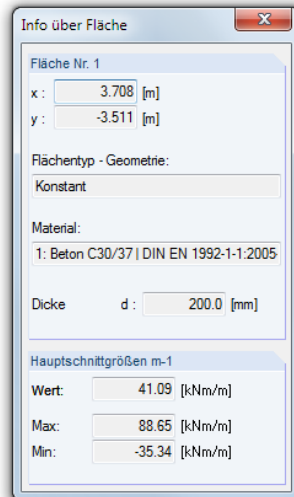 Info über Fläche
Fläche Nr. 1
x : 3.708 [m]
y : -3.511 [m]
Flächentyp - Geometrie:
Konstant
Material:
1: Beton C30/37 | DIN EN 1992-1-1:2005-
Dicke d : 200.0 [mm]
Hauptschnittgrößen m-1
Wert: 41.09 [kNm/m]
Max: 88.65 [kNm/m]
Min: -35.34 [kNm/m]